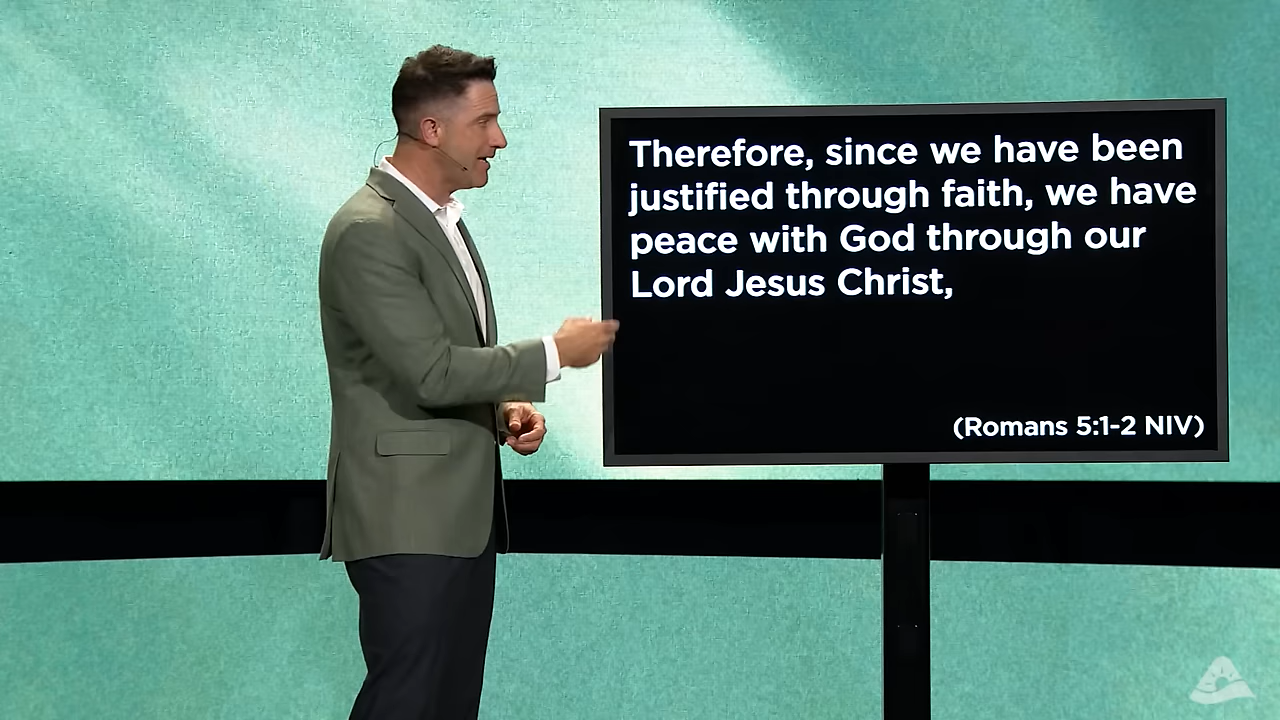 Therefore, since we have been
justified through faith, we have
peace with God through our
Lord Jesus Christ,
(Romans 5:1-2 NIV)